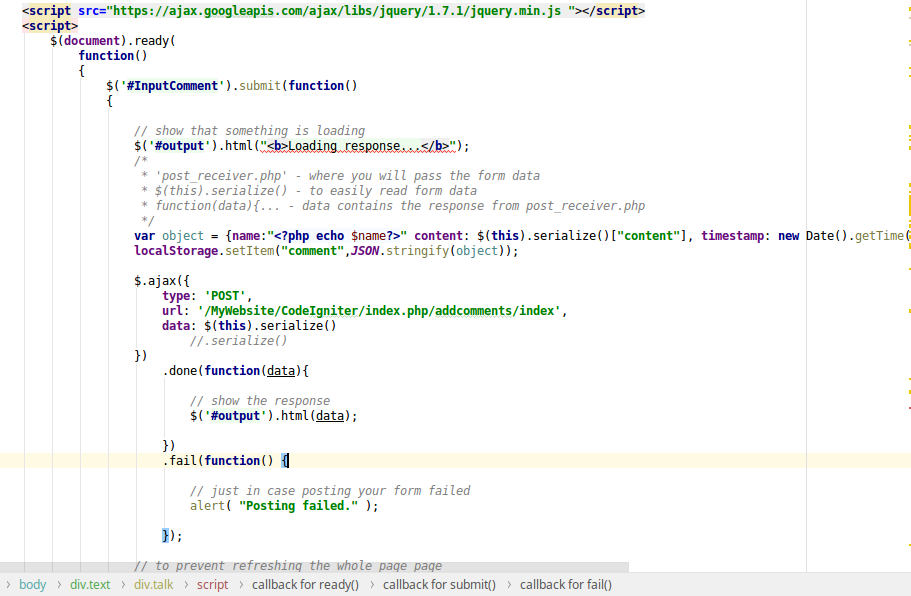 <script src="https://ajax.googleapis.com/ajax/libs/jquery/1.7.1/jquery.min.js "></script>
<script>
$(document).ready(
function()
{
$('#InputComment').submit(function()
{
// show that something is loading
$('#output').html("<b>Loading response...</b>");
/*
* 'post_receiver.php' - where you will pass the form data
* $(this).serialize() - to easily read form data
* function(data){... - data contains the response from post_receiver.php
*/
var object = {name:"<?php echo $name?>" content: $(this).serialize()["content"], timestamp: new Date().getTime(
localStorage.setItem("comment",JSON.stringify(object));
$.ajax({
type: 'POST',
url: '/MyWebsite/CodeIgniter/index.php/addcomments/index',
data: $(this).serialize()
//.serialize()
})
.done(function(data){
// show the response
$('#output').html(data);
})
.fail(function() {
// just in case posting your form failed
alert( "Posting failed." );
});
// to prevent refreshing the whole page page
› body › div.text › div.talk › script › callback for ready() › callback for submit() › callback for fail()